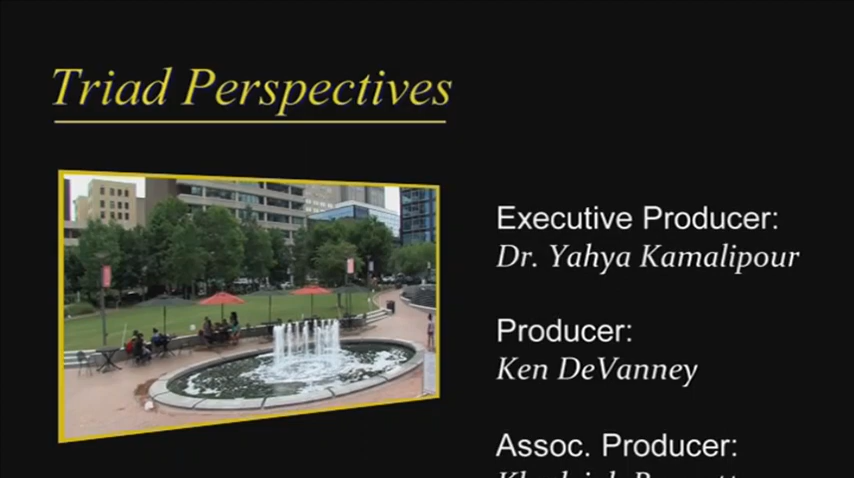 Triad Perspectives
Executive Producer:
Dr. Yahya Kamalipour
Producer:
Ken DeVanney
Assoc. Producer: